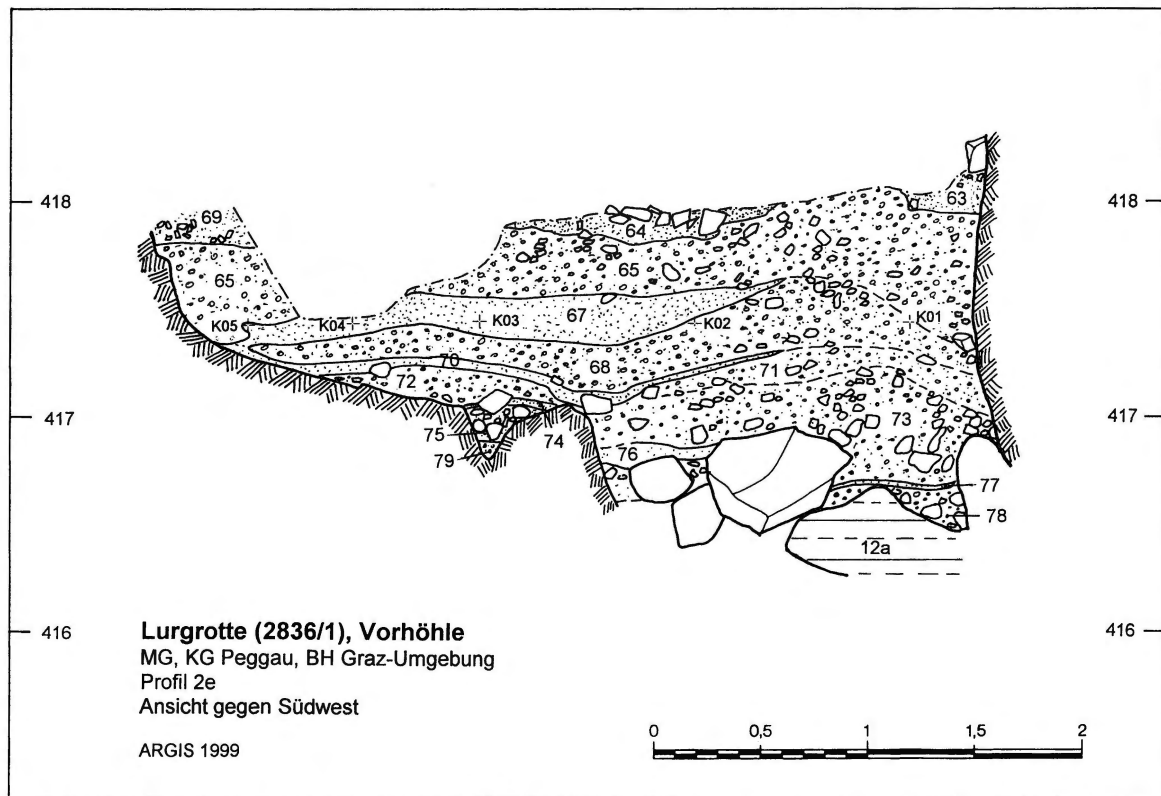 418
418
69
63
64
65
65
67
K05
K04
K03
K02
K01
70
68
71
72
417
417
73
75
74
76
79
77
78
12a
416
416
Lurgrotte (2836/1), Vorhöhle
MG, KG Peggau, BH Graz-Umgebung
Profil 2e
Ansicht gegen Südwest
ARGIS 1999
0 0,5 1 1,5 2